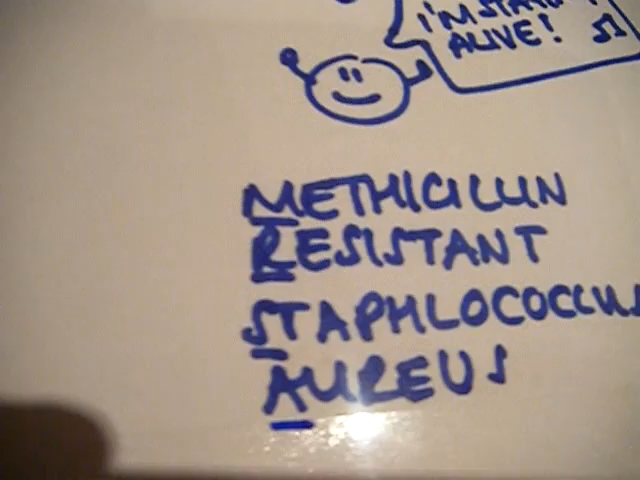 I'M
ALIVE!
METHICILLIN
RESISTANT
STAPHLOCOCCUS
AUREUS